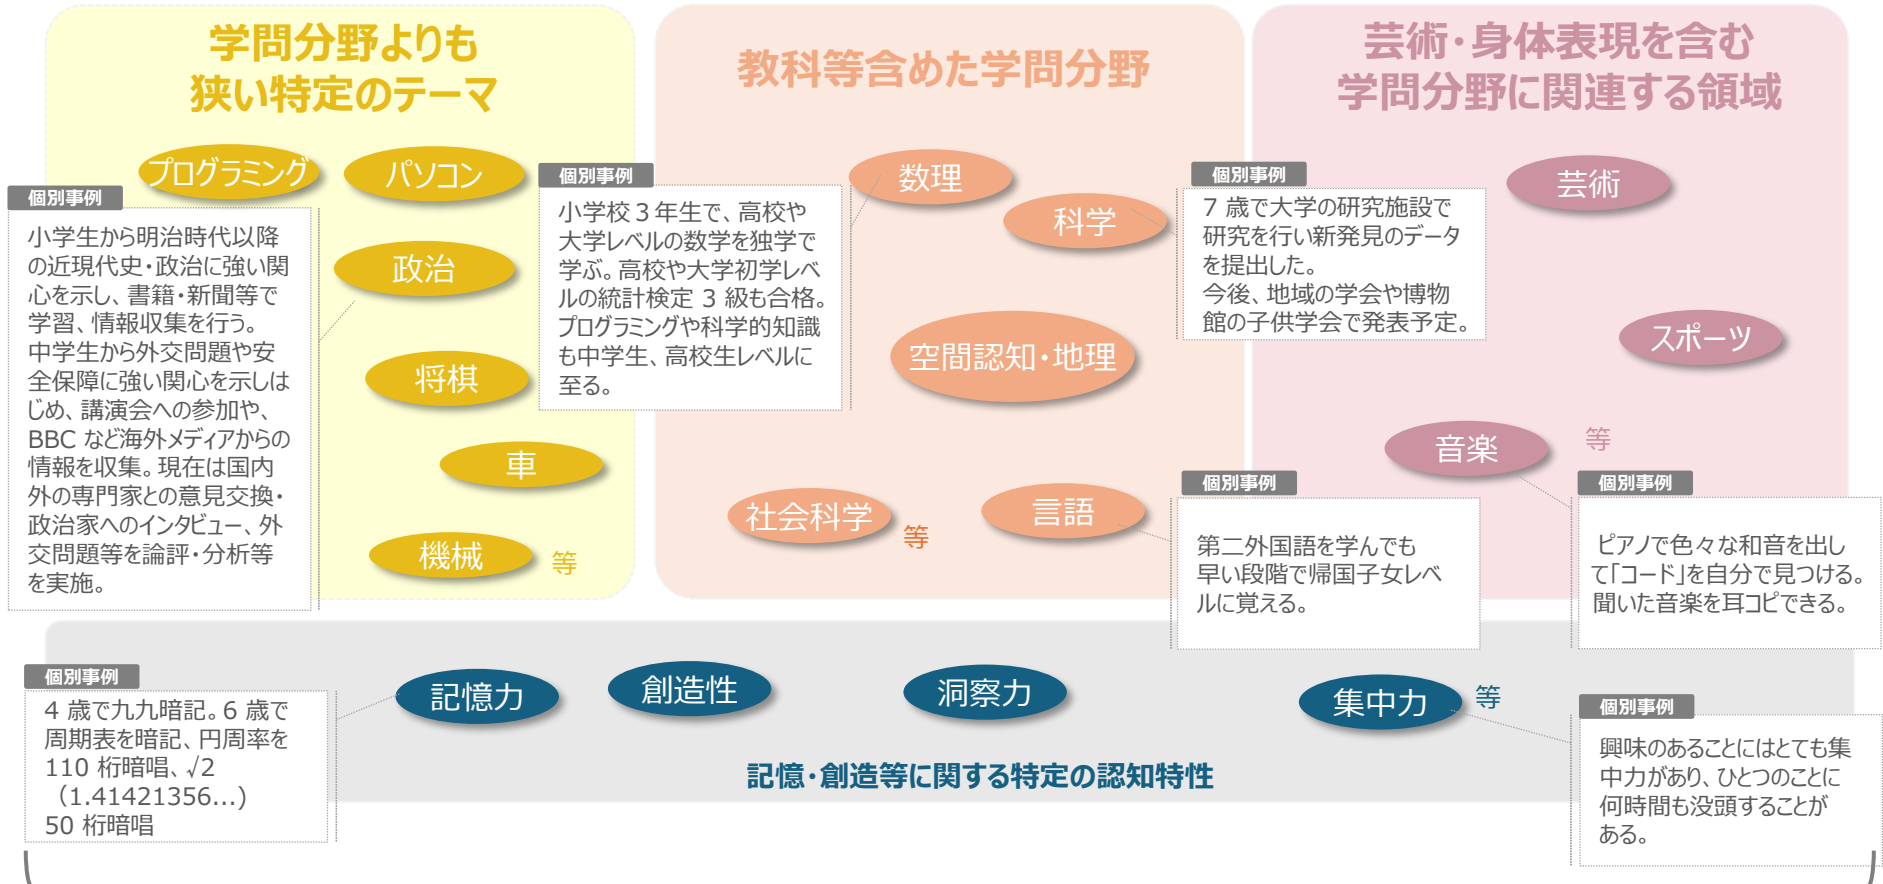 学問分野よりも
狭い特定のテーマ
プログラミング
パソコン
政治
将棋
車
機械
等
個別事例
小学生から明治時代以降
の近現代史・政治に強い関
心を示し、書籍・新聞等で
学習、情報収集を行う。
中学生から外交問題や安
全保障に強い関心を示しは
じめ、講演会への参加や、
BBC など海外メディアからの
情報を収集。現在は国内
外の専門家との意見交換・
政治家へのインタビュー、外
交問題等を論評・分析等
を実施。
教科等含めた学問分野
数理
科学
空間認知・地理
社会科学
言語
等
個別事例
小学校３年生で、高校や
大学レベルの数学を独学で
学ぶ。高校や大学初学レベ
ルの統計検定 3 級も合格。
プログラミングや科学的知識
も中学生、高校生レベルに
至る。
個別事例
7 歳で大学の研究施設で
研究を行い新発見のデータ
を提出した。
今後、地域の学会や博物
館の子供学会で発表予定。
個別事例
第二外国語を学んでも
早い段階で帰国子女レベ
ルに覚える。
芸術・身体表現を含む
学問分野に関連する領域
芸術
スポーツ
音楽
等
個別事例
ピアノで色々な和音を出し
て「コード」を自分で見つける。
聞いた音楽を耳コピできる。
記憶力
創造性
洞察力
集中力
等
記憶・創造等に関する特定の認知特性
個別事例
4 歳で九九暗記。6 歳で
周期表を暗記、円周率を
110 桁暗唱、√2
（1.41421356...)
50 桁暗唱
個別事例
興味のあることにはとても集
中力があり、ひとつのことに
何時間も没頭することが
ある。